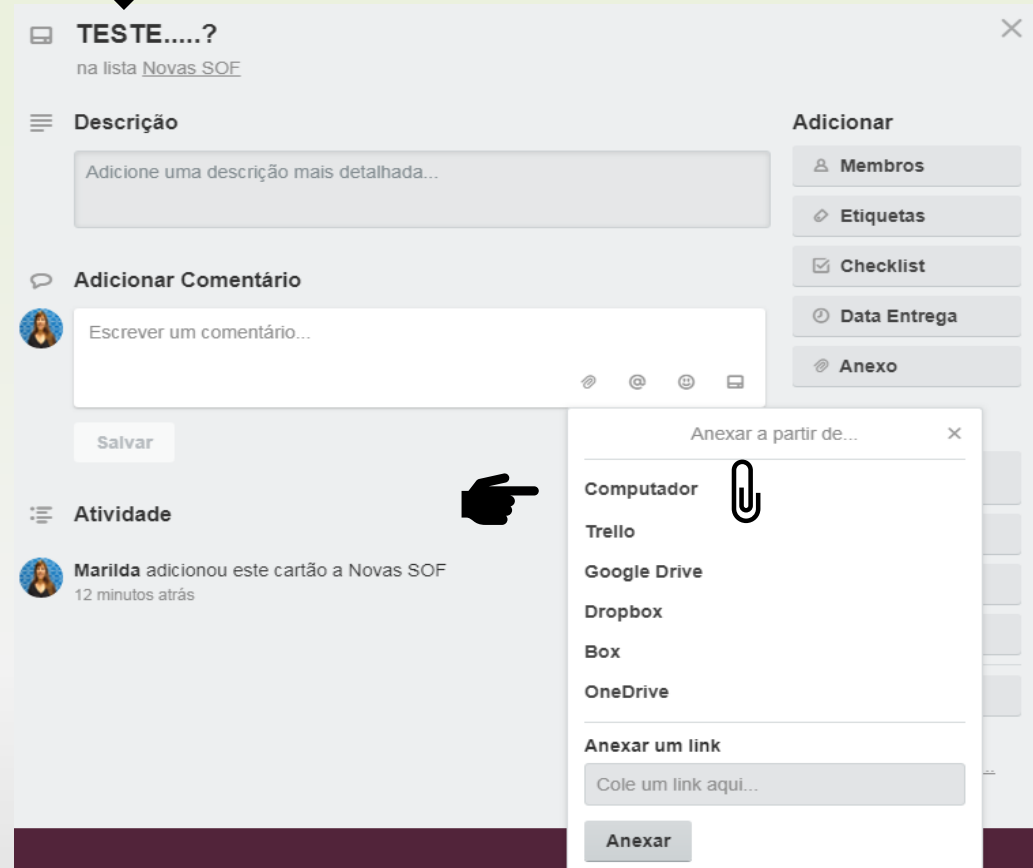 TESTE.....?
na lista Novas SOF
Descrição
Adicione uma descrição mais detalhada...
Adicionar Comentário
Escrever um comentário...
Salvar
Atividade
Marilda adicionou este cartão a Novas SOF
12 minutos atrás
Adicionar
Membros
Etiquetas
Checklist
Data Entrega
Anexo
Anexar a partir de...
Computador
Trello
Google Drive
Dropbox
Box
OneDrive
Anexar um link
Cole um link aqui...
Anexar
...